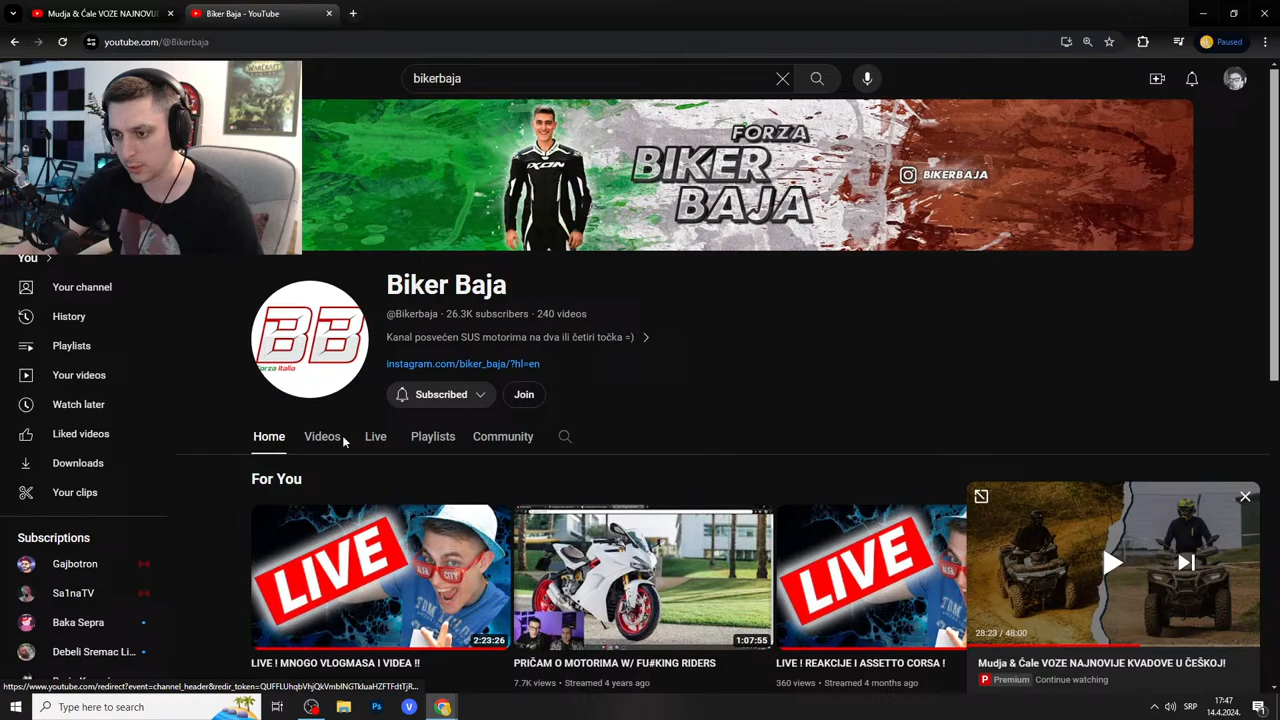 Mudja & Ćale VOZE NAJNOVIJ
Biker Baja - YouTube
youtube.com/@Bikerbaja
Paused
bikerbaja
FORZA
BIKER
BAJA
BIKERBAJA
IXON
You
Your channel
History
Playlists
Your videos
Watch later
Liked videos
Downloads
Your clips
Subscriptions
Gajbotron
Sa1naTV
Baka Sepra
Debeli Sremac Li...
BB
Forza Italia
Biker Baja
@Bikerbaja · 26.3K subscribers · 240 videos
Kanal posvećen SUS motorima na dva ili četiri točka =)
instagram.com/biker_baja/?hl=en
Subscribed
Join
Home
Videos
Live
Playlists
Community
For You
LIVE
2:23:26
LIVE ! MNOGO VLOGMASA I VIDEA !!
1:07:55
PRIČAM O MOTORIMA W/ FU#KING RIDERS
7.7K views · Streamed 4 years ago
LIVE
LIVE ! REAKCIJE I ASSETTO CORSA !
360 views · Streamed 4 months ago
28:23 / 48:00
Mudja & Ćale VOZE NAJNOVIJE KVADOVE U ČEŠKOJ!
P Premium Continue watching
Type here to search
SRP
17:47
14.4.2024.